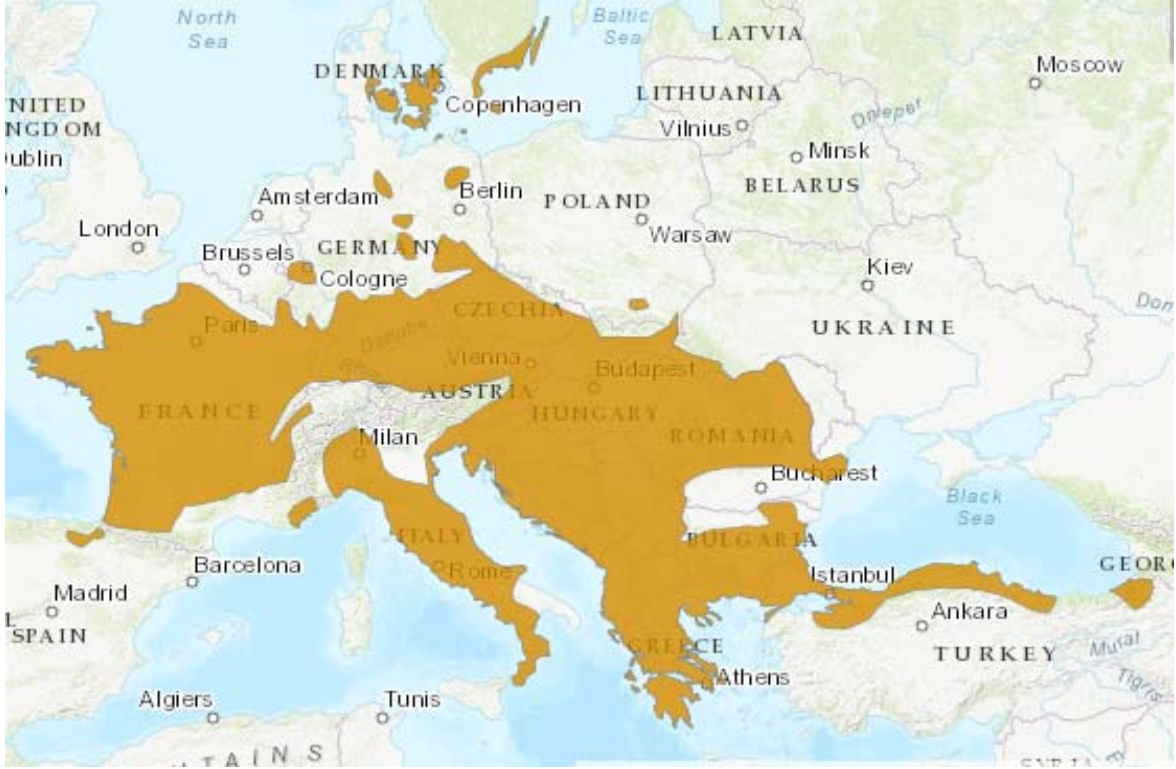 North
Sea
Baltic
Sea
LATVIA
Moscow
DENMARK
NITED
NGDOM
Copenhagen
LITHUANIA
Vilnius
Dnieper
Minsk
BELARUS
Amsterdam
Berlin
POLAND
Warsaw
London
Brussels
GERMANY
Cologne
Kiev
Don
CZECHIA
UKRAINE
Paris
Danube
Vienna
Budapest
AUSTRIA
FRANCE
HUNGARY
Milan
ROMANIA
Bucharest
Black
Sea
ITALY
BULGARIA
Barcelona
Rome
Istanbul
GEORG
Madrid
SPAIN
Ankara
GREECE
TURKEY
Murat
Athens
Tigris
Algiers
Tunis
TAINS